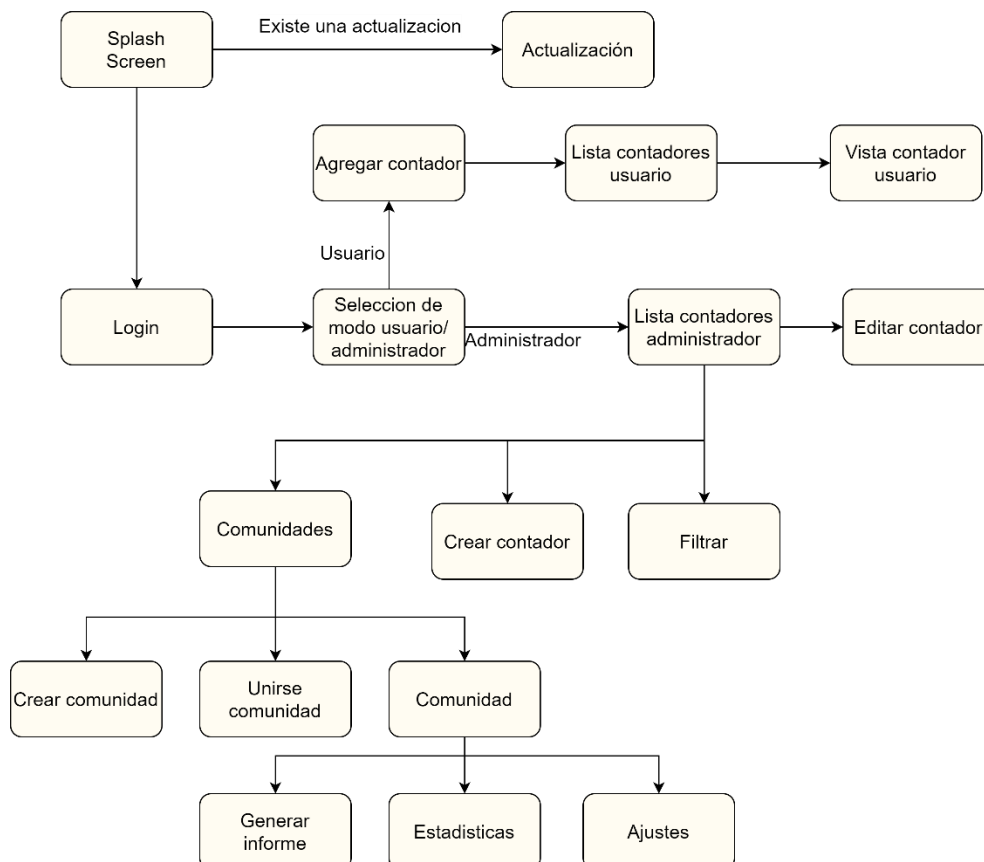 Splash
Screen
Existe una actualizacion
Actualización
Agregar contador
Lista contadores
usuario
Vista contador
usuario
Usuario
Login
Seleccion de
modo usuario/
administrador
Administrador
Lista contadores
administrador
Editar contador
Comunidades
Crear contador
Filtrar
Crear comunidad
Unirse
comunidad
Comunidad
Generar
informe
Estadisticas
Ajustes